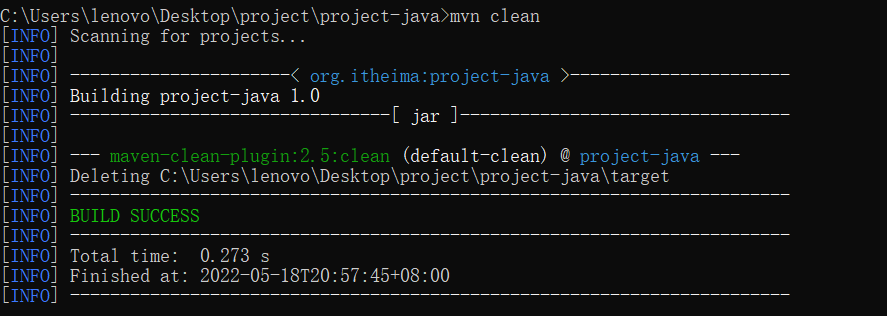 C:\Users\lenovo\Desktop\project\project-java>mvn clean
[INFO] Scanning for projects...
[INFO]
[INFO] ----------------------< org.itheima:project-java >----------------------
[INFO] Building project-java 1.0
[INFO] --------------------------------[ jar ]---------------------------------
[INFO]
[INFO] --- maven-clean-plugin:2.5:clean (default-clean) @ project-java ---
[INFO] Deleting C:\Users\lenovo\Desktop\project\project-java\target
[INFO] ------------------------------------------------------------------------
[INFO] BUILD SUCCESS
[INFO] ------------------------------------------------------------------------
[INFO] Total time:  0.273 s
[INFO] Finished at: 2022-05-18T20:57:45+08:00
[INFO] ------------------------------------------------------------------------